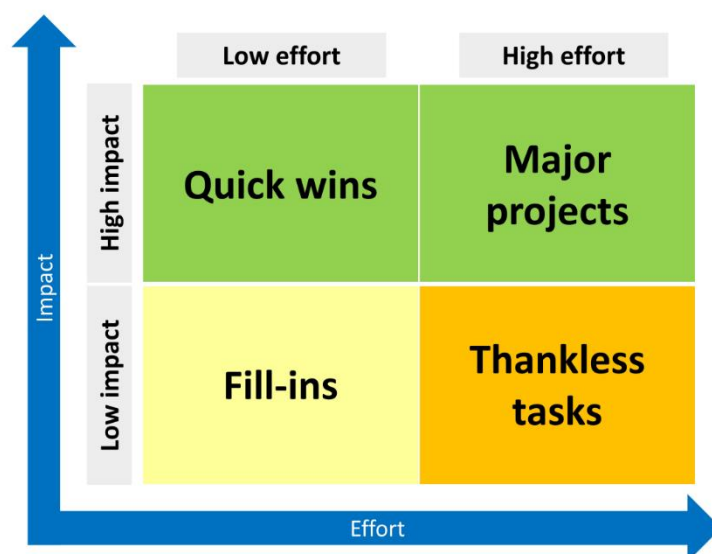 Low effort
High effort
High impact
Quick wins
Major
projects
Impact
Low impact
Fill-ins
Thankless
tasks
Effort